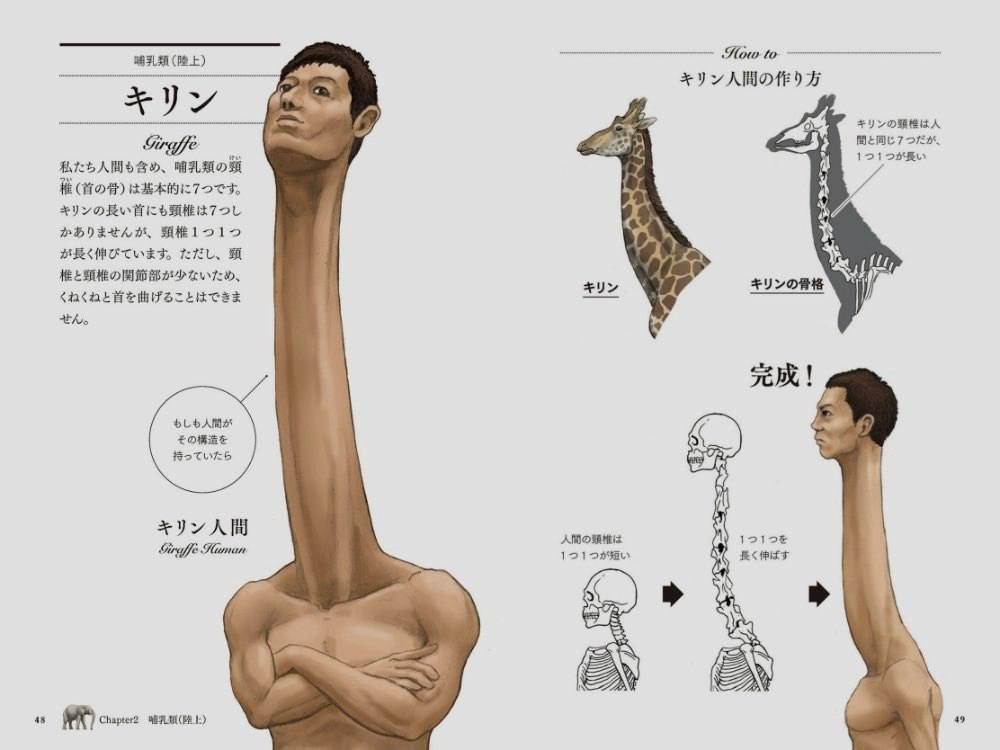 哺乳類（陸上）
キリン
Giraffe
私たち人間も含め、哺乳類の頸
けい
椎（首の骨）は基本的に7つです。
つい
キリンの長い首にも頸椎は7つし
かありませんが、頸椎1つ1つ
が長く伸びています。ただし、頸
椎と頸椎の関節部が少ないため、
くねくねと首を曲げることはできま
せん。
もしも人間が
その構造を
持っていたら
キリン人間
Giraffe Human
48
Chapter2 哺乳類（陸上）
How to
キリン人間の作り方
キリンの頸椎は人
間と同じ7つだが、
1つ1つが長い
キリン
キリンの骨格
完成！
人間の頸椎は
1つ1つが短い
1つ1つを
長く伸ばす
49